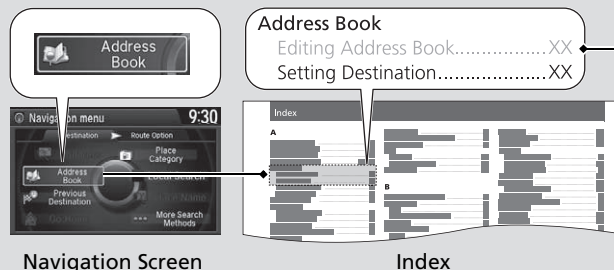 Address
Book
Address Book
Editing Address Book..................XX
Setting Destination......................XX
Navigation menu
9:30
Destination
Route Option
Place
Category
Address
Book
Local Search
Previous
Destination
More Search
Methods
Index
A
B
Navigation Screen
Index